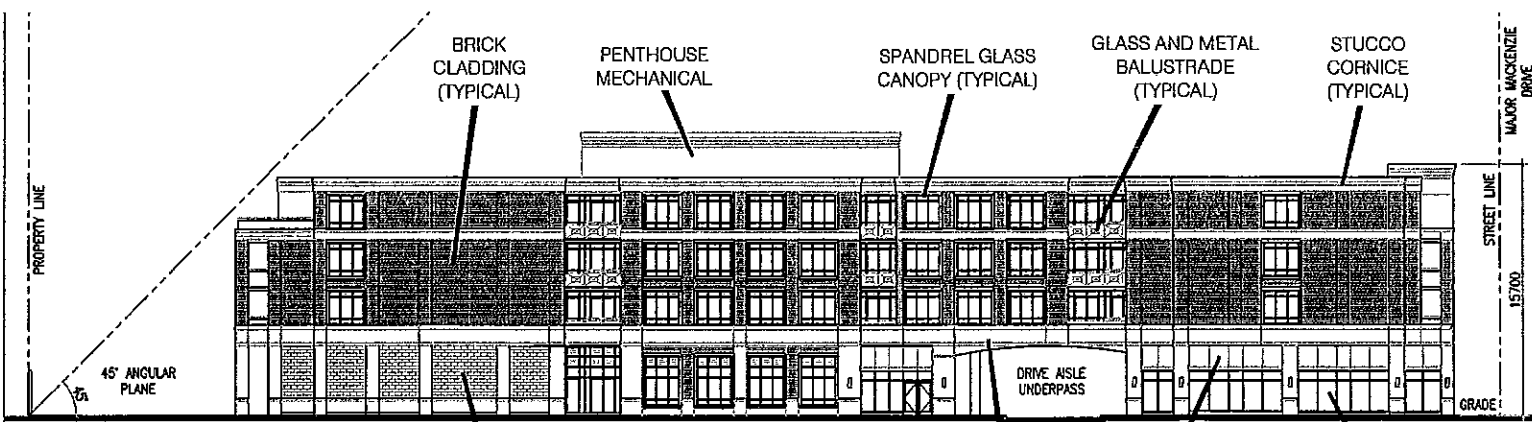 BRICK
CLADDING
(TYPICAL)
PENTHOUSE
MECHANICAL
SPANDREL GLASS
CANOPY (TYPICAL)
GLASS AND METAL
BALUSTRADE
(TYPICAL)
STUCCO
CORNICE
(TYPICAL)
MAJOR MACKENZIE
DRIVE
PROPERTY LINE
STREET LINE
15700
45° ANGULAR
PLANE
DRIVE AISLE
UNDERPASS
GRADE